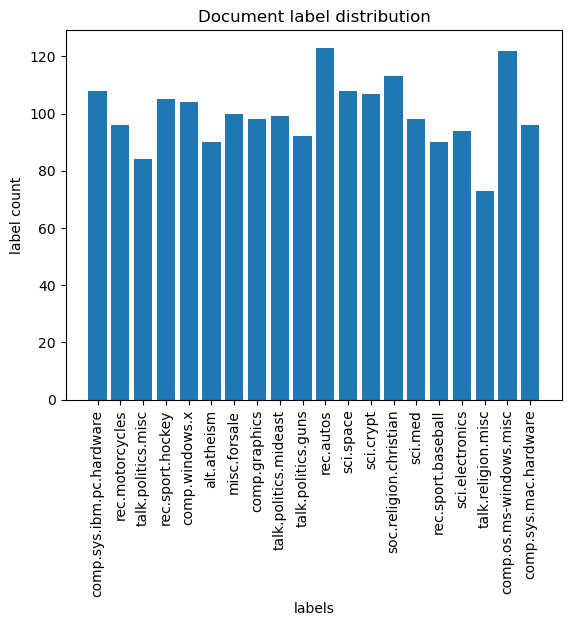 Document label distribution
label count
120
100
80
60
40
20
0
comp.sys.ibm.pc.hardware
rec.motorcycles
talk.politics.misc
rec.sport.hockey
comp.windows.x
alt.atheism
misc.forsale
comp.graphics
talk.politics.mideast
talk.politics.guns
rec.autos
sci.space
sci.crypt
soc.religion.christian
sci.med
rec.sport.baseball
sci.electronics
talk.religion.misc
comp.os.ms-windows.misc
comp.sys.mac.hardware
labels